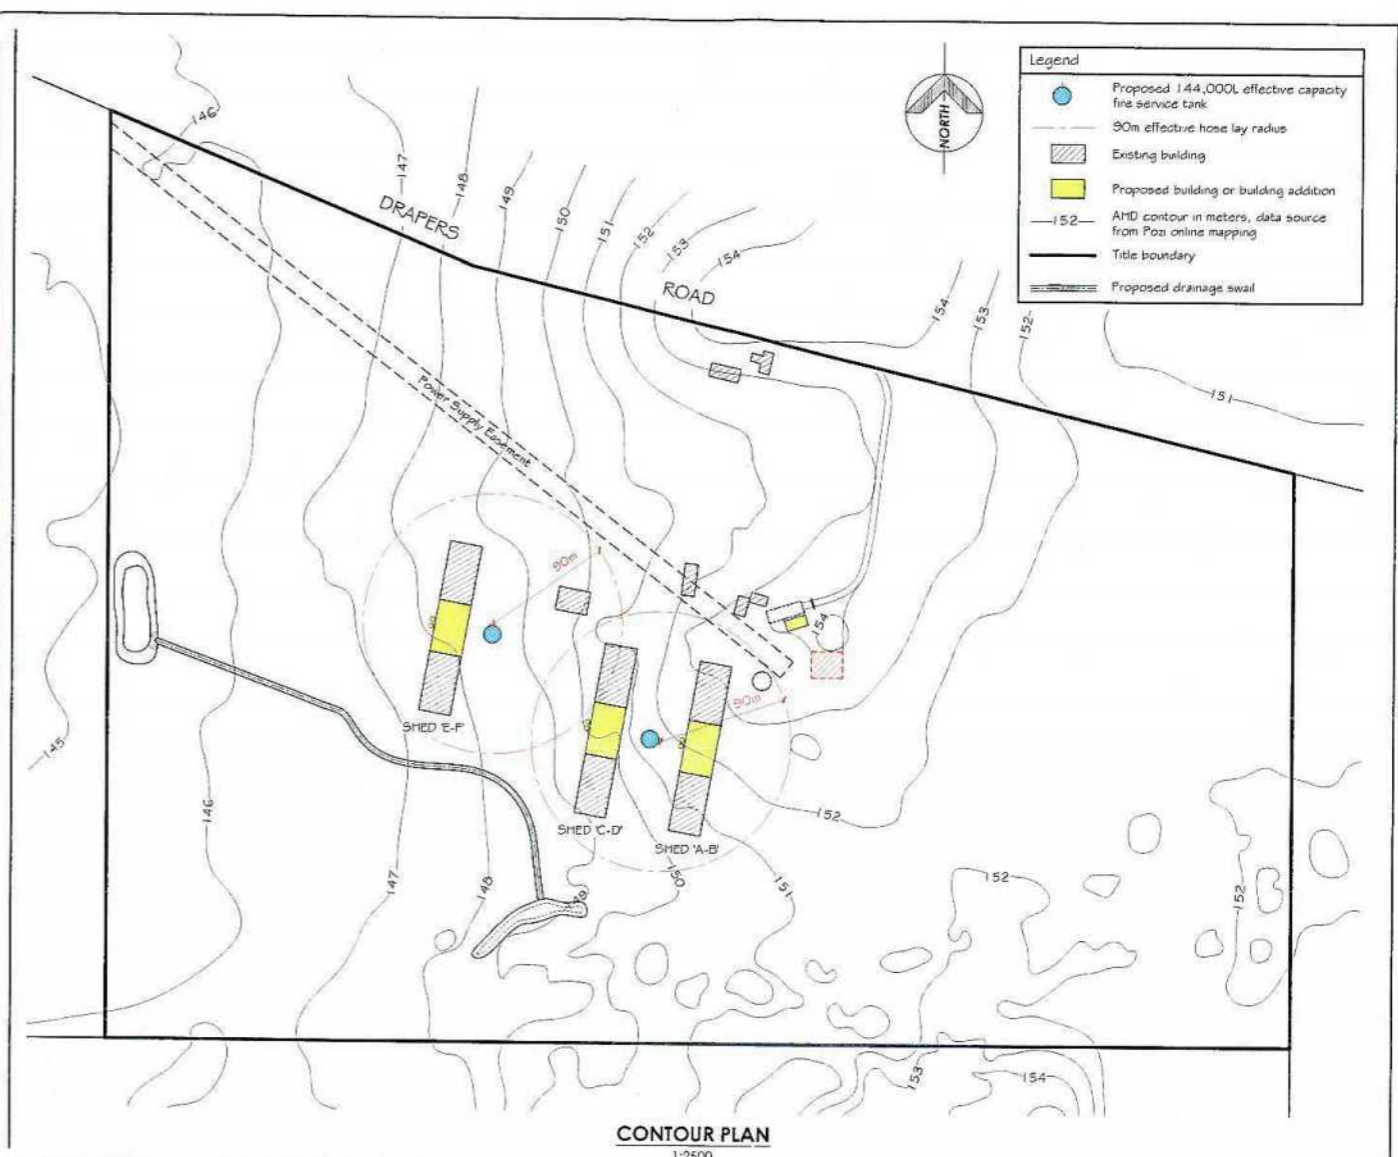 Legend
Proposed 144,000L effective capacity
fire service tank
90m effective hose lay radius
Existing building
Proposed building or building addition
152
AHD contour in meters, data source
from Pozi online mapping
Title boundary
Proposed drainage swail
NORTH
146
147
148
149
150
151
152
153
154
DRAPERS
ROAD
154
153
152
151
Power Supply Easement
90m
154
90m
SHED 'E-F'
SHED 'C-D'
SHED 'A-B'
145
146
147
148
149
150
151
152
152
152
153
154
CONTOUR PLAN
1:2500